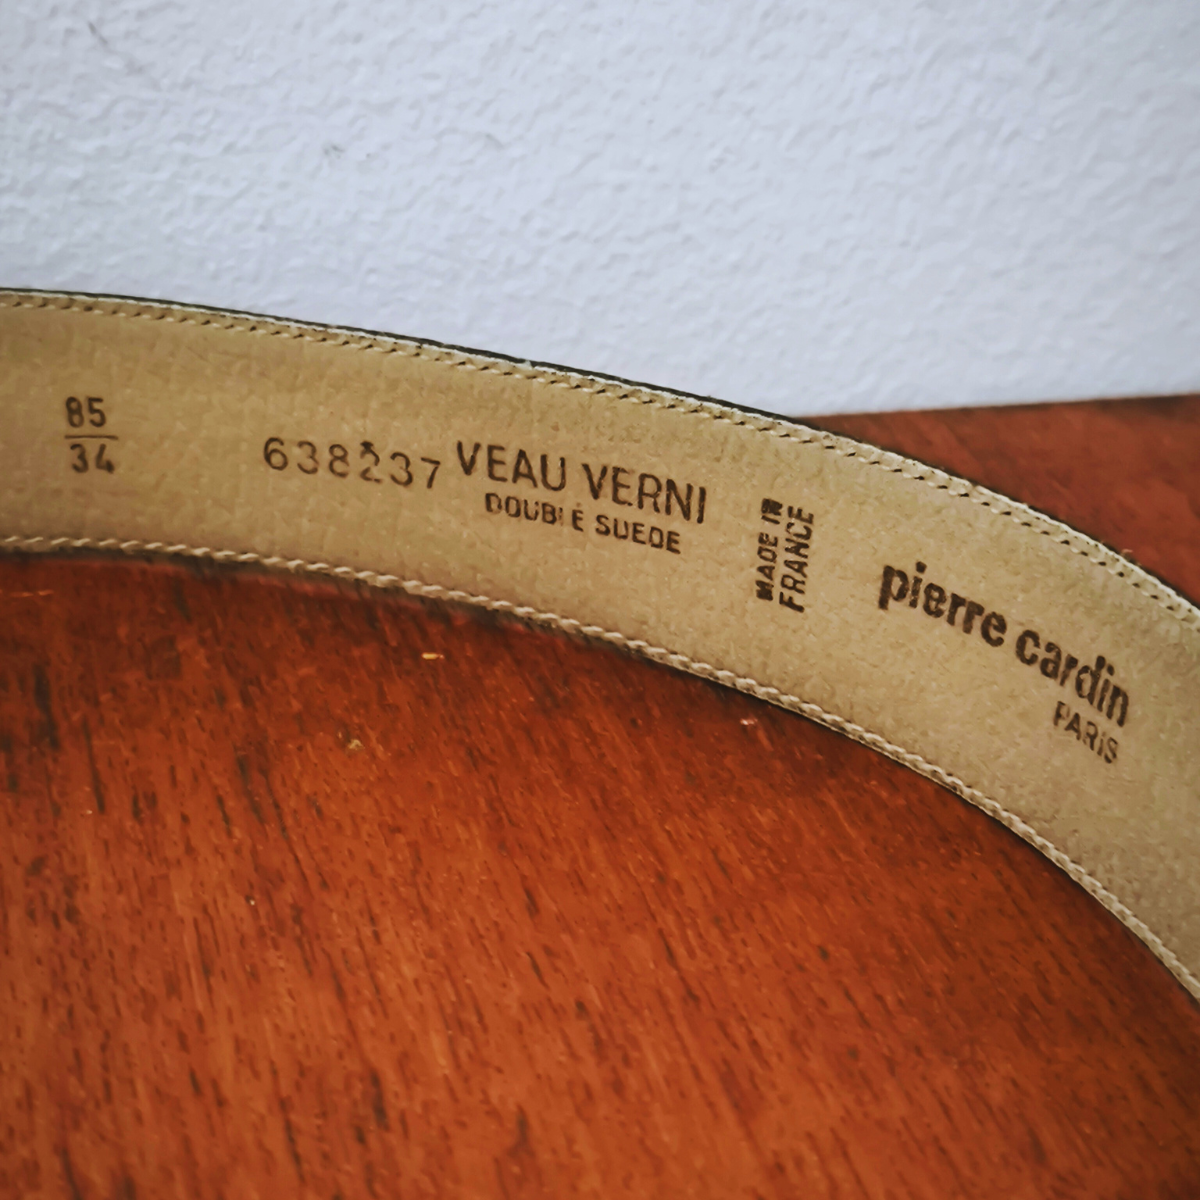 85
34
638237
VEAU VERNI
DOUBLE SUEDE
MADE IN
FRANCE
pierre cardin
PARIS